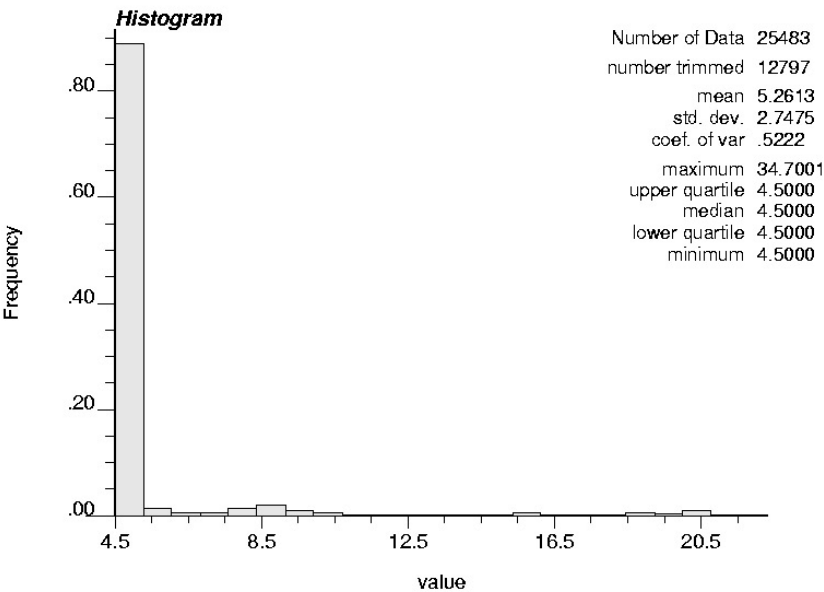 Histogram
Number of Data 25483
number trimmed 12797
mean 5.2613
std. dev. 2.7475
coef. of var .5222
maximum 34.7001
upper quartile 4.5000
median 4.5000
lower quartile 4.5000
minimum 4.5000
Frequency
.80
.60
.40
.20
.00
4.5 8.5 12.5 16.5 20.5
value